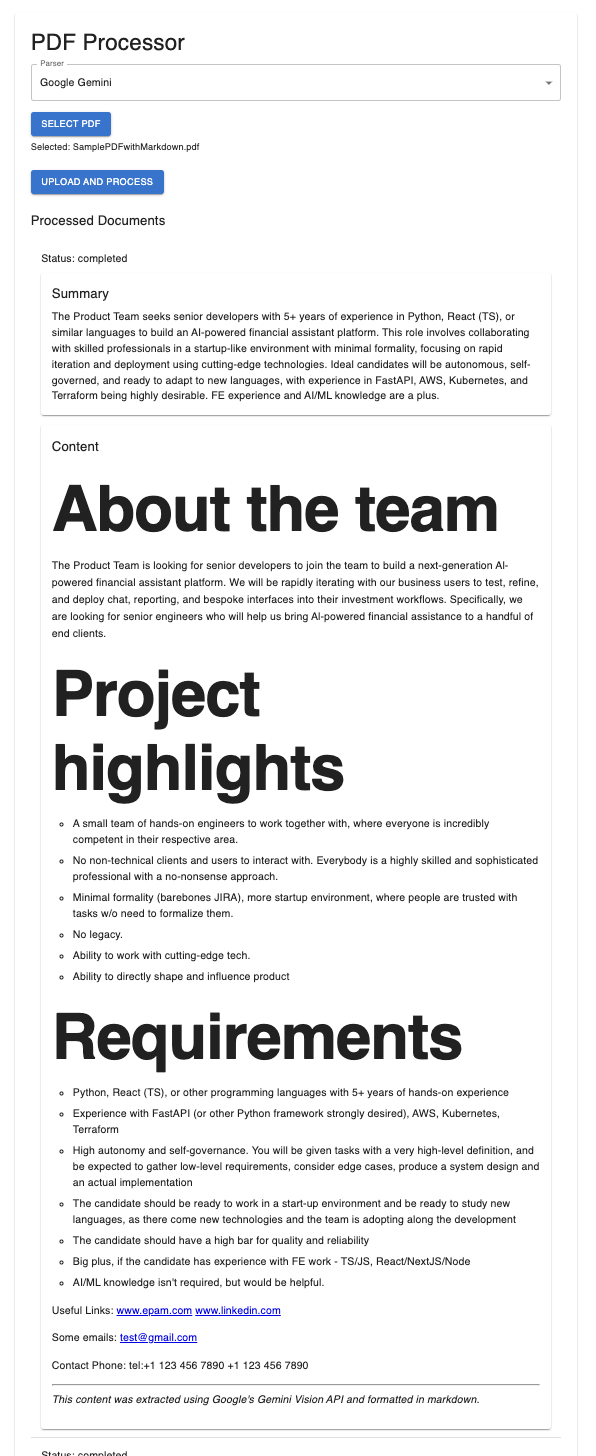 PDF Processor
Parser
Google Gemini
SELECT PDF
Selected: SamplePDFwithMarkdown.pdf
UPLOAD AND PROCESS
Processed Documents
Status: completed
Summary
The Product Team seeks senior developers with 5+ years of experience in Python, React (TS), or
similar languages to build an AI-powered financial assistant platform. This role involves collaborating
with skilled professionals in a startup-like environment with minimal formality, focusing on rapid
iteration and deployment using cutting-edge technologies. Ideal candidates will be autonomous, self-
governed, and ready to adapt to new languages, with experience in FastAPI, AWS, Kubernetes, and
Terraform being highly desirable. FE experience and AI/ML knowledge are a plus.
Content
About the team
The Product Team is looking for senior developers to join the team to build a next-generation AI-
powered financial assistant platform. We will be rapidly iterating with our business users to test, refine,
and deploy chat, reporting, and bespoke interfaces into their investment workflows. Specifically, we
are looking for senior engineers who will help us bring AI-powered financial assistance to a handful of
end clients.
Project
highlights
A small team of hands-on engineers to work together with, where everyone is incredibly
competent in their respective area.
No non-technical clients and users to interact with. Everybody is a highly skilled and sophisticated
professional with a no-nonsense approach.
Minimal formality (barebones JIRA), more startup environment, where people are trusted with
tasks w/o need to formalize them.
No legacy.
Ability to work with cutting-edge tech.
Ability to directly shape and influence product
Requirements
Python, React (TS), or other programming languages with 5+ years of hands-on experience
Experience with FastAPI (or other Python framework strongly desired), AWS, Kubernetes,
Terraform
High autonomy and self-governance. You will be given tasks with a very high-level definition, and
be expected to gather low-level requirements, consider edge cases, produce a system design and
an actual implementation
The candidate should be ready to work in a start-up environment and be ready to study new
languages, as there come new technologies and the team is adopting along the development
The candidate should have a high bar for quality and reliability
Big plus, if the candidate has experience with FE work - TS/JS, React/NextJS/Node
AI/ML knowledge isn't required, but would be helpful.
Useful Links: www.epam.com www.linkedin.com
Some emails: test@gmail.com
Contact Phone: tel:+1 123 456 7890 +1 123 456 7890
This content was extracted using Google's Gemini Vision API and formatted in markdown.
Status: completed